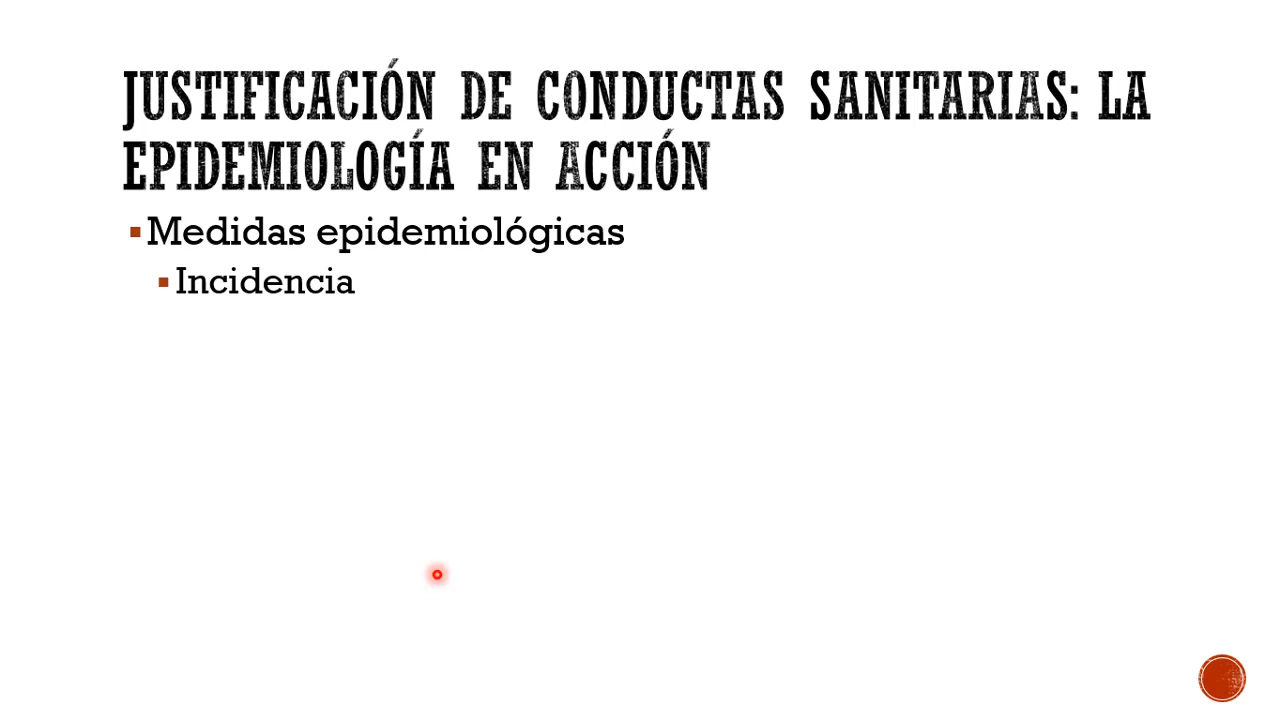 JUSTIFICACIÓN DE CONDUCTAS SANITARIAS: LA
EPIDEMIOLOGÍA EN ACCIÓN
Medidas epidemiológicas
Incidencia